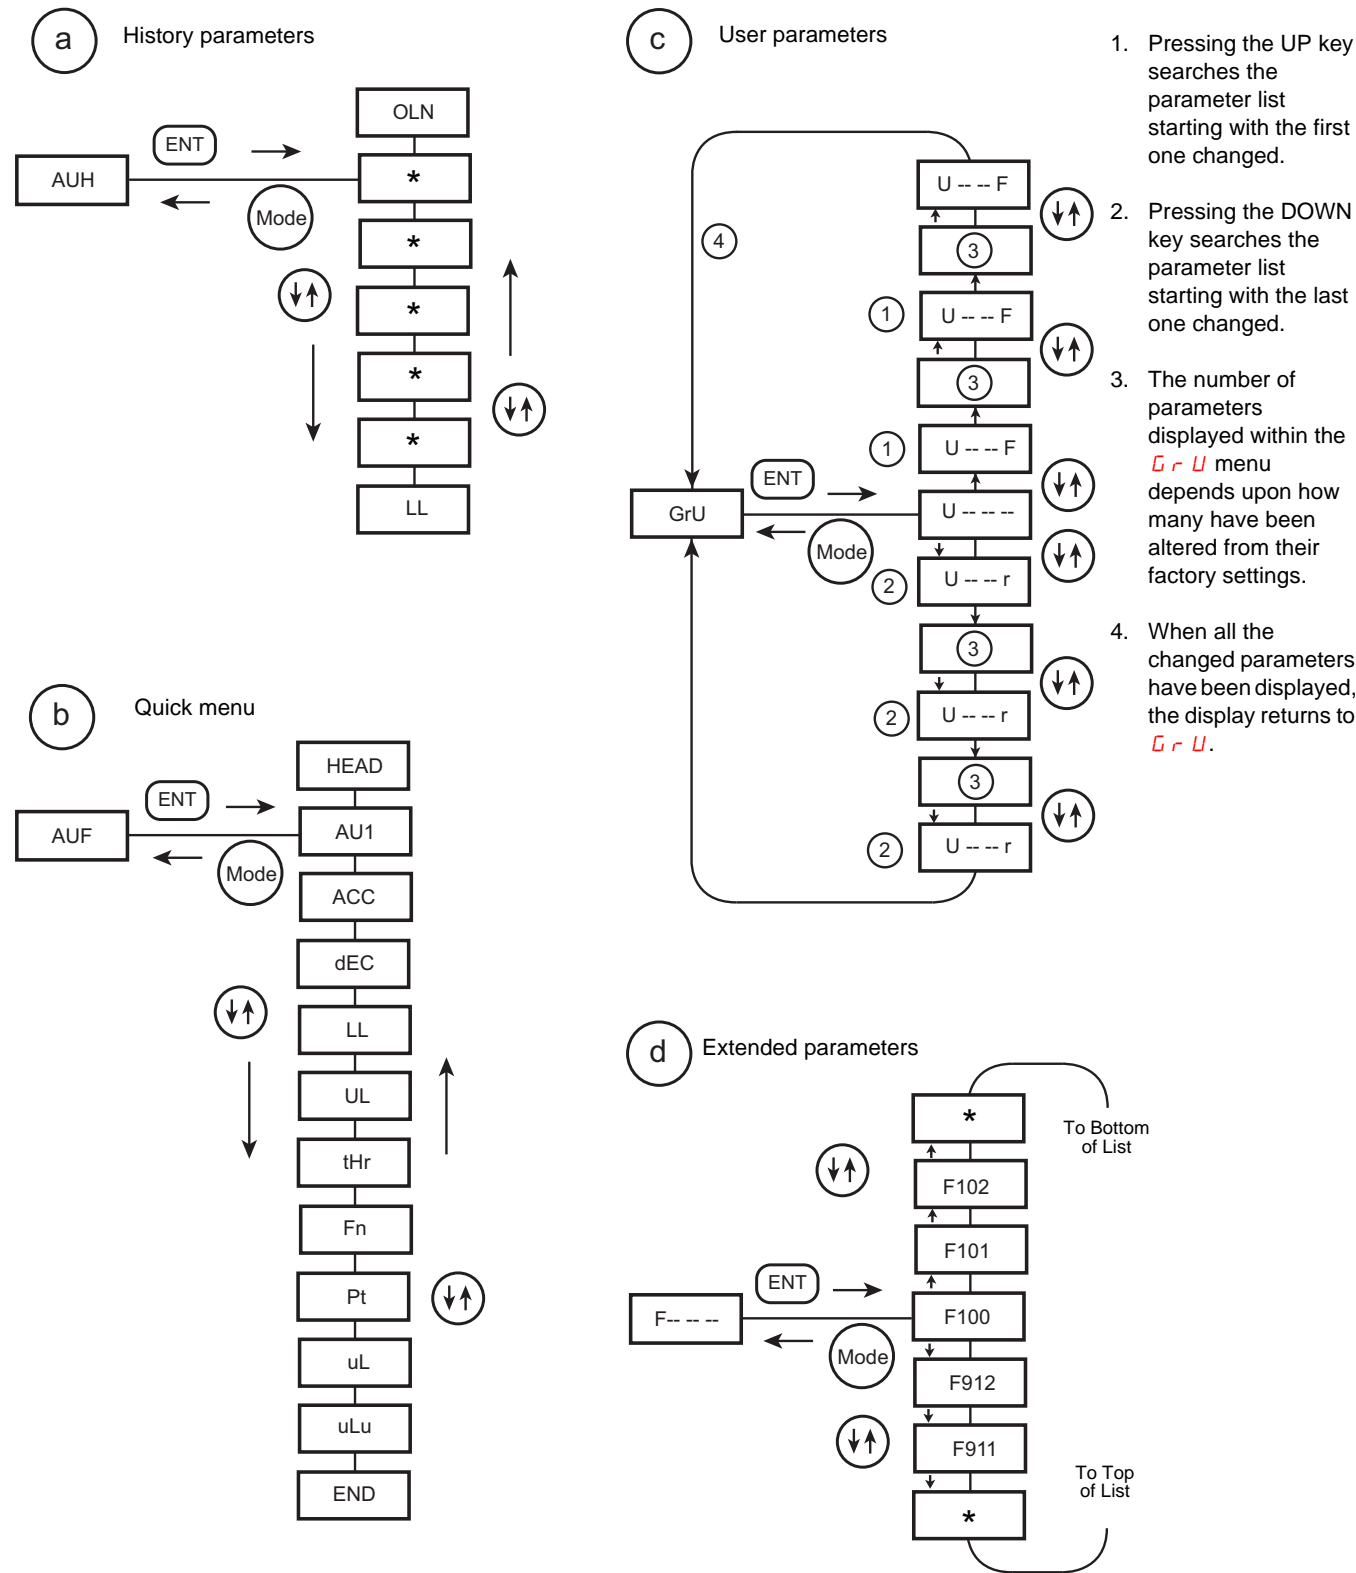 a
History parameters
OLN
ENT
AUH
*
Mode
*
*
*
*
LL
b
Quick menu
HEAD
ENT
AUF
AU1
Mode
ACC
dEC
LL
UL
tHr
Fn
Pt
uL
uLu
END
c
User parameters
U -- -- F
4
3
1
U -- -- F
3
1
U -- -- F
ENT
GrU
U -- -- --
Mode
2
U -- -- r
3
2
U -- -- r
3
2
U -- -- r
1. Pressing the UP key
searches the
parameter list
starting with the first
one changed.
2. Pressing the DOWN
key searches the
parameter list
starting with the last
one changed.
3. The number of
parameters
displayed within the
GrU menu
depends upon how
many have been
altered from their
factory settings.
4. When all the
changed parameters
have been displayed,
the display returns to
GrU.
d
Extended parameters
*
To Bottom
of List
F102
F101
ENT
F-- -- --
F100
Mode
F912
F911
To Top
of List
*